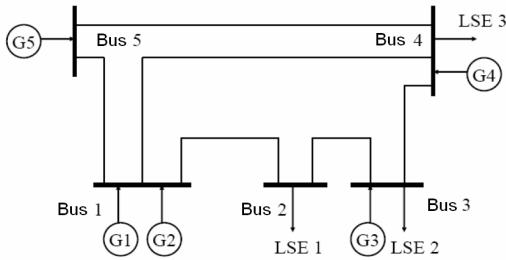 LSE 3
G5
Bus 5
Bus 4
G4
Bus 1
Bus 2
Bus 3
G1
G2
LSE 1
G3
LSE 2